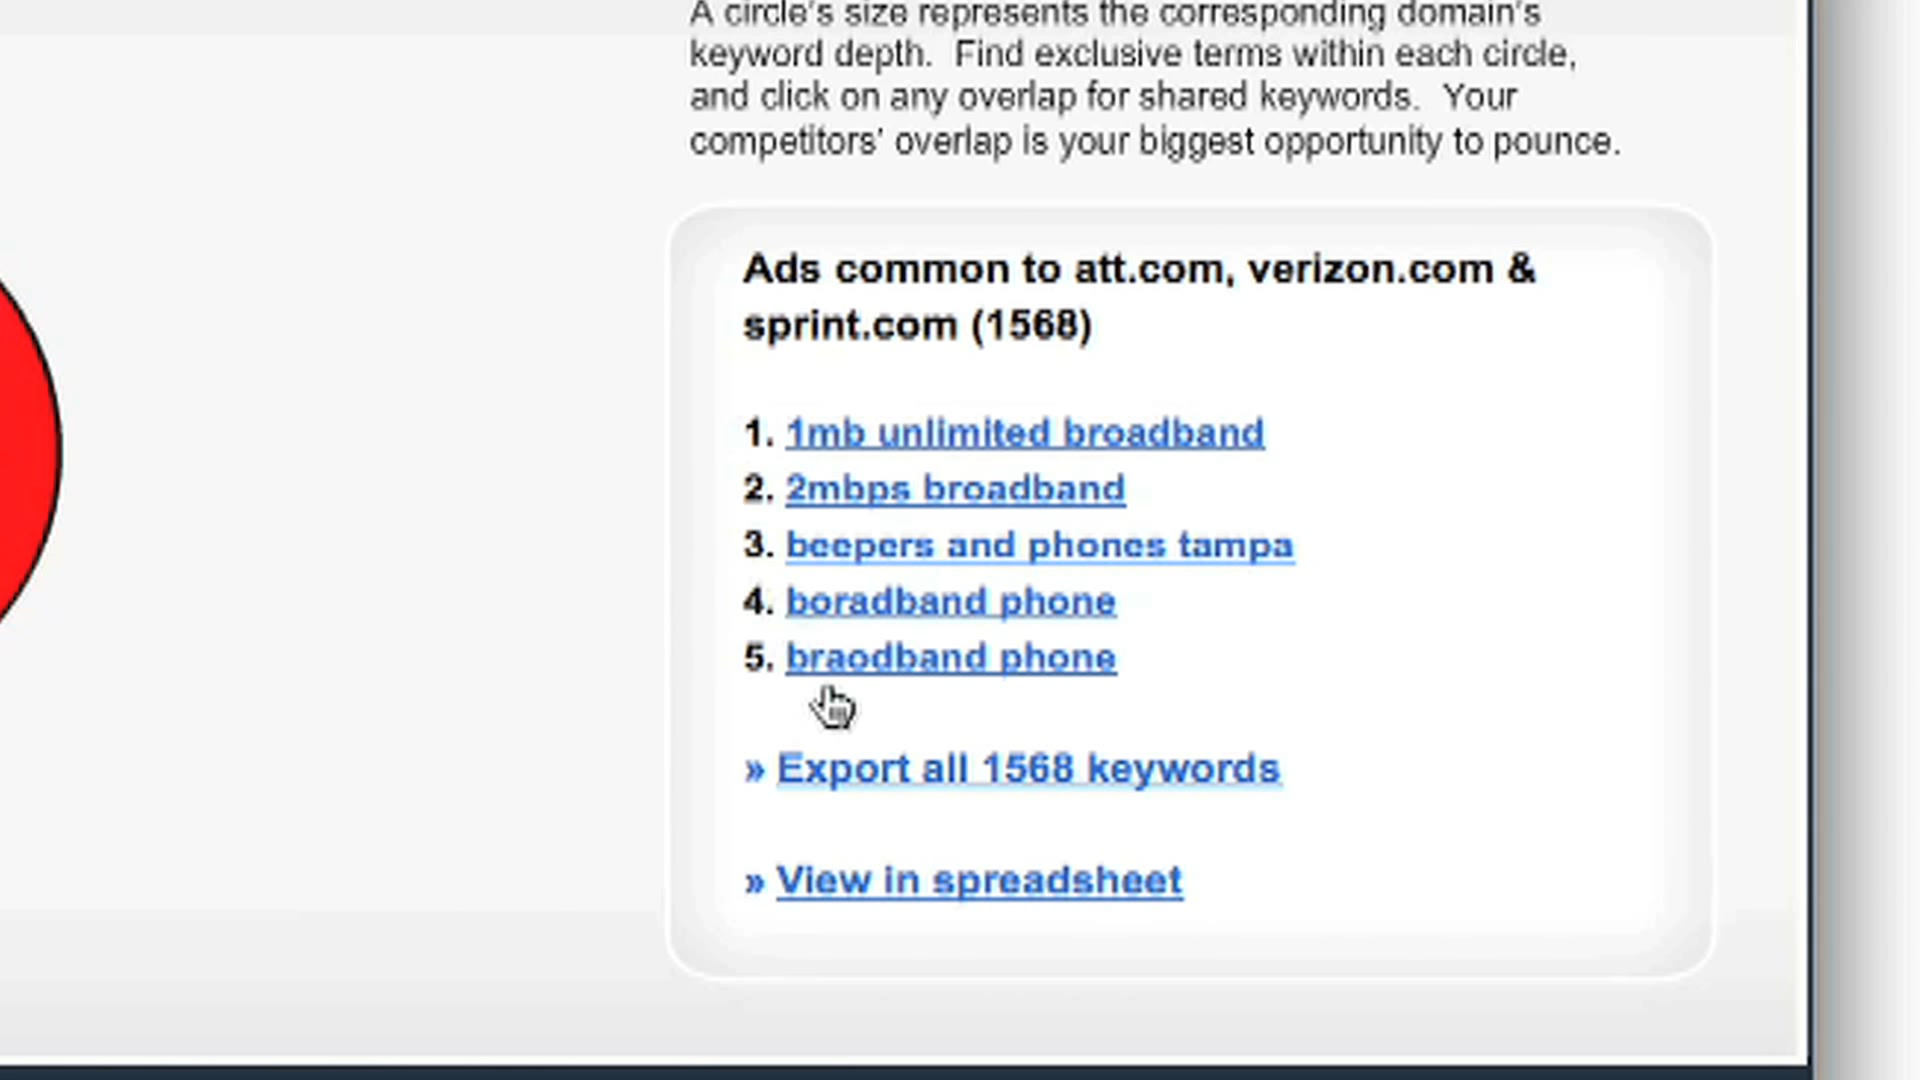 A circle's size represents the corresponding domain's
keyword depth.  Find exclusive terms within each circle,
and click on any overlap for shared keywords.  Your
competitors' overlap is your biggest opportunity to pounce.
Ads common to att.com, verizon.com &
sprint.com (1568)
1. 1mb unlimited broadband
2. 2mbps broadband
3. beepers and phones tampa
4. boradband phone
5. braodband phone
» Export all 1568 keywords
» View in spreadsheet